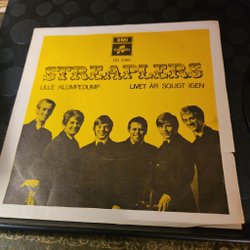 EMI
STREAPLERS
LILLE KLUMPEDUMP LIVET ÄR SOLIGT IGEN